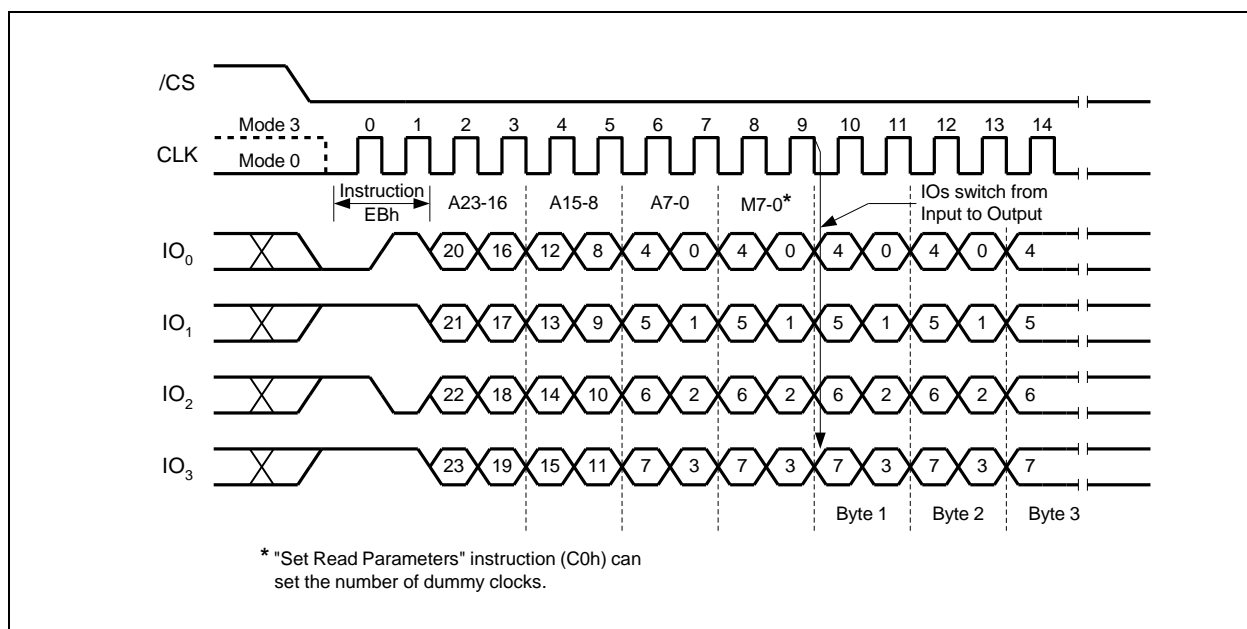 /CS
Mode 3 0 1 2 3 4 5 6 7 8 9 10 11 12 13 14
CLK Mode 0
Instruction
EBh
A23-16 A15-8 A7-0 M7-0*
IOs switch from
Input to Output
IO0 20 16 12 8 4 0 4 0 4 0 4 0 4
IO1 21 17 13 9 5 1 5 1 5 1 5 1 5
IO2 22 18 14 10 6 2 6 2 6 2 6 2 6
IO3 23 19 15 11 7 3 7 3 7 3 7 3 7
Byte 1 Byte 2 Byte 3
* "Set Read Parameters" instruction (C0h) can
set the number of dummy clocks.